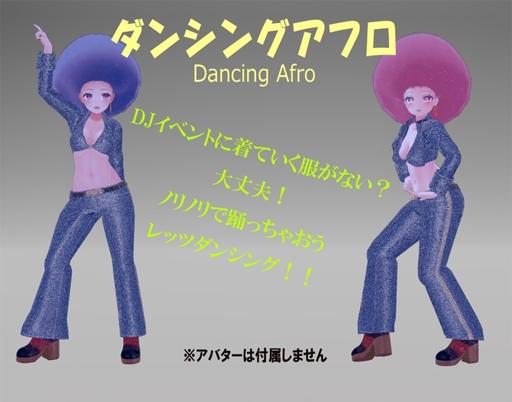 ダンシングアフロ
Dancing Afro
DJイベントに着ていく服がない？
大丈夫！
ノリノリで踊っちゃおう
レッツダンシング！！
※アバターは付属しません